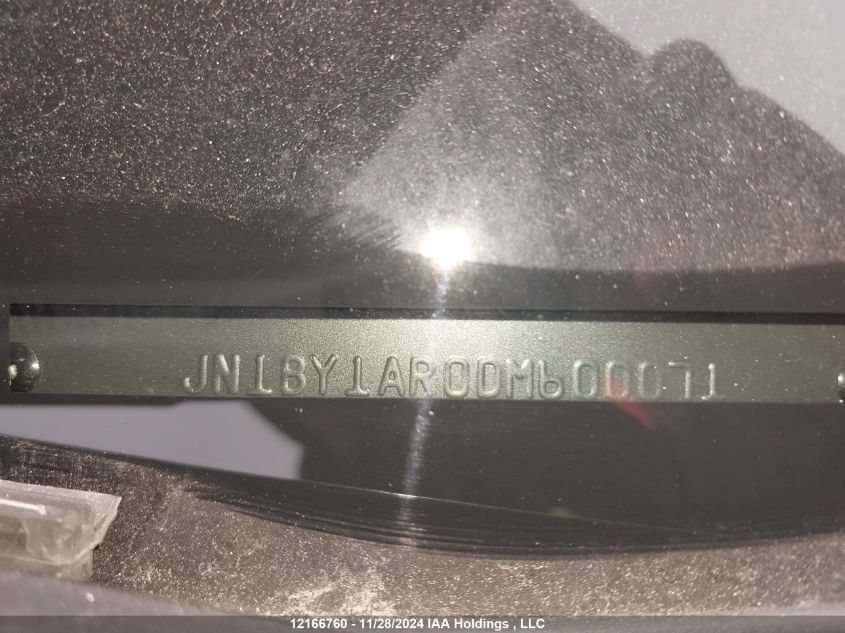 JN1BY1AR0DM600071
12166760 - 11/28/2024 IAA Holdings , LLC